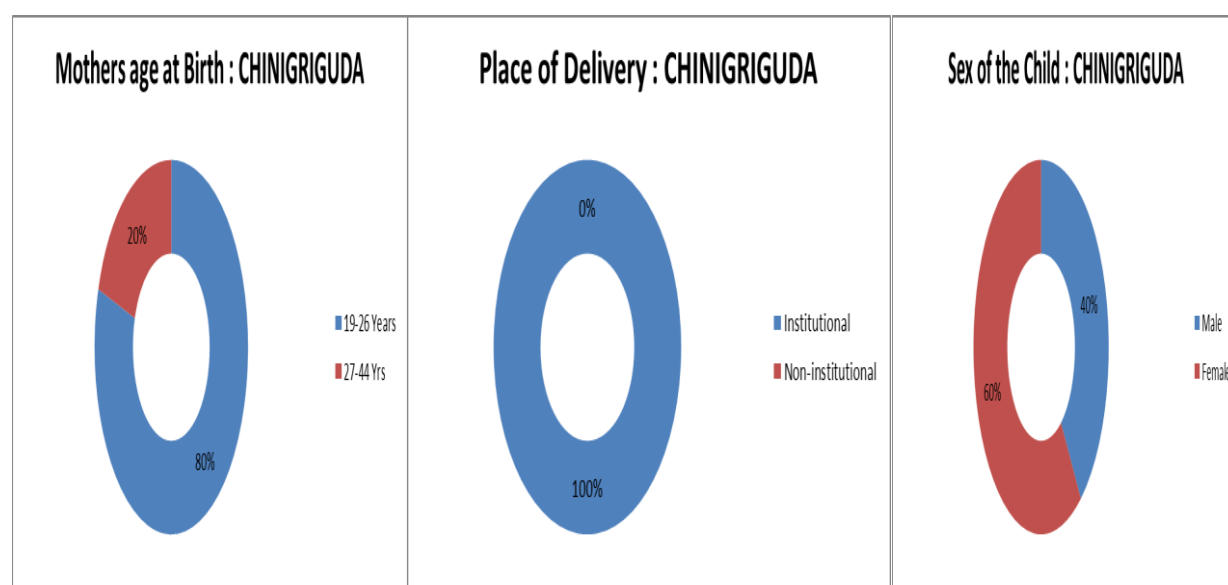 Mothers age at Birth : CHINIGRIGUDA
20%
80%
19-26 Years
27-44 Yrs
Place of Delivery : CHINIGRIGUDA
0%
100%
Institutional
Non-institutional
Sex of the Child : CHINIGRIGUDA
40%
60%
Male
Female